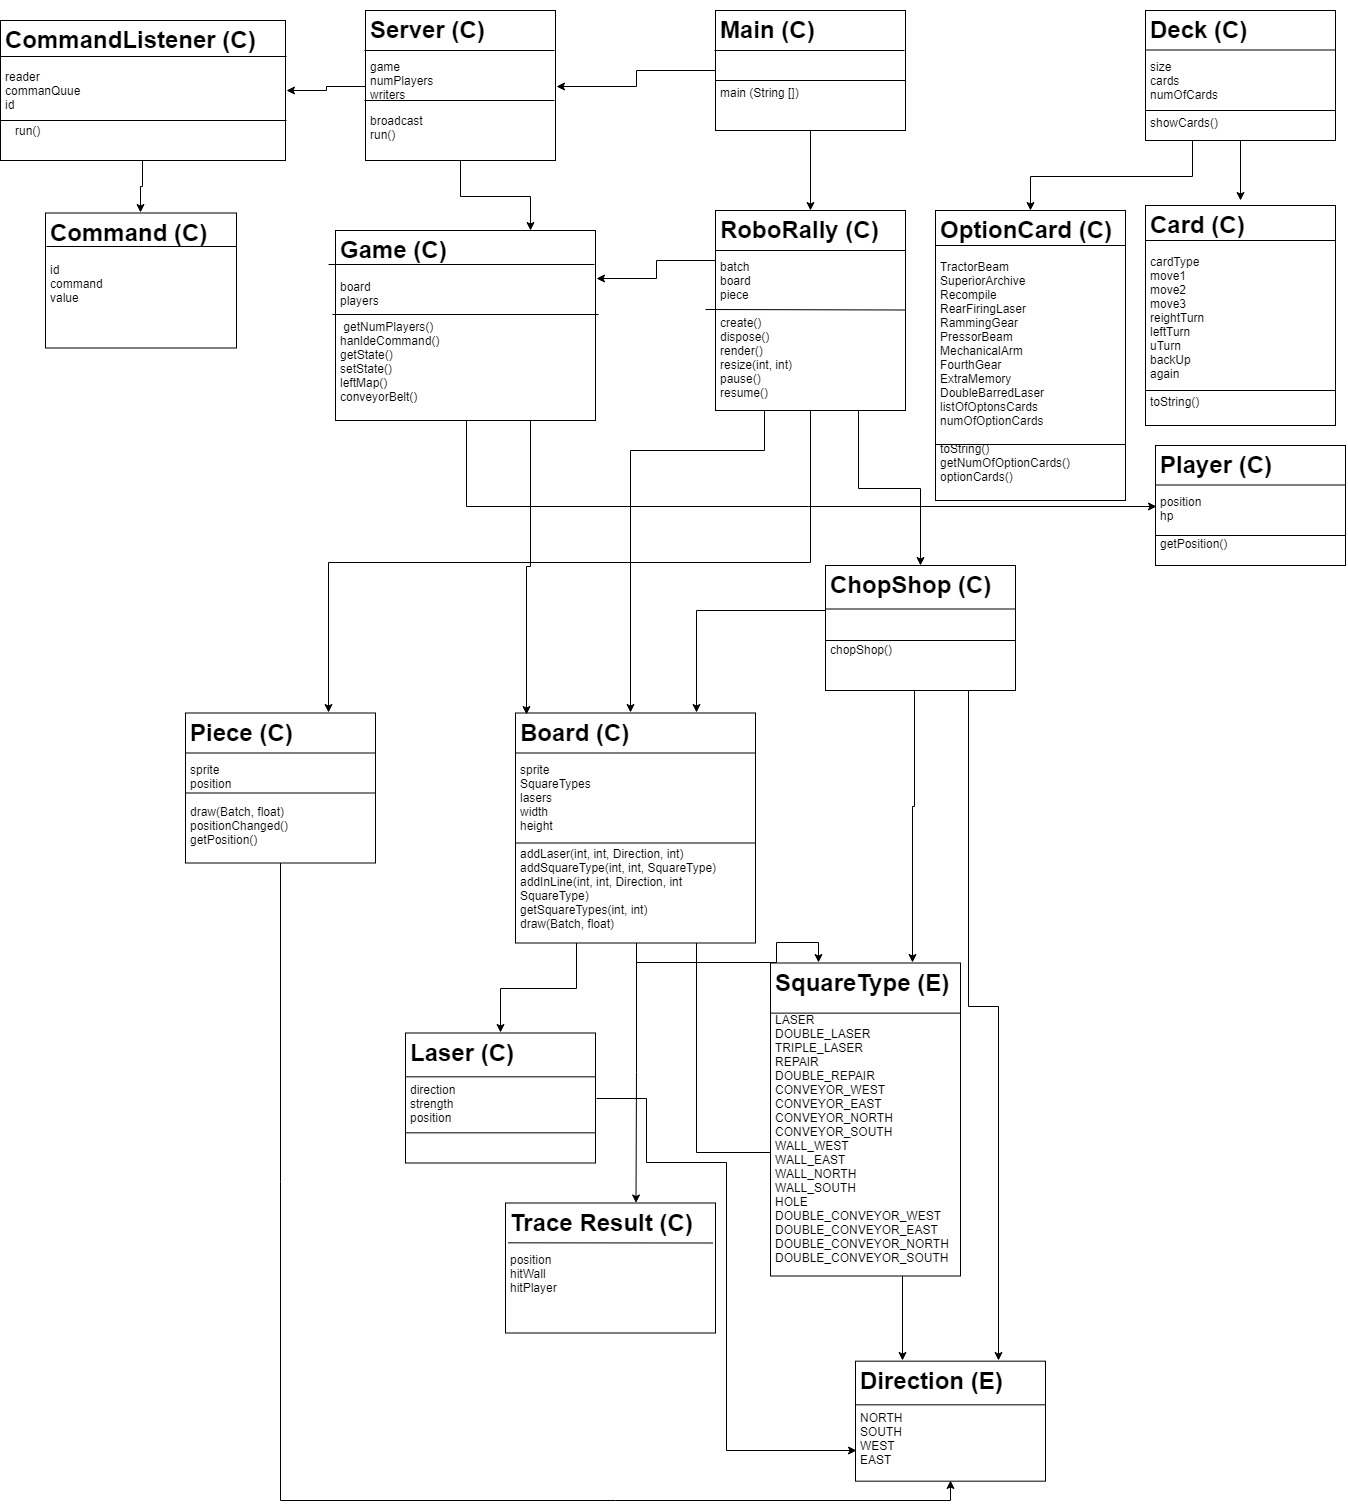 CommandListener (C)
reader
commanQuue
id
run()
Server (C)
game
numPlayers
writers
broadcast
run()
Main (C)
main (String [])
Deck (C)
size
cards
numOfCards
showCards()
Command (C)
id
command
value
Game (C)
board
players
getNumPlayers()
hanldeCommand()
getState()
setState()
leftMap()
conveyorBelt()
RoboRally (C)
batch
board
piece
create()
dispose()
render()
resize(int, int)
pause()
resume()
OptionCard (C)
TractorBeam
SuperiorArchive
Recompile
RearFiringLaser
RammingGear
PressorBeam
MechanicalArm
FourthGear
ExtraMemory
DoubleBarredLaser
listOfOptonsCards
numOfOptionCards
toString()
getNumOfOptionCards()
optionCards()
Card (C)
cardType
move1
move2
move3
reightTurn
leftTurn
uTurn
backUp
again
toString()
Player (C)
position
hp
getPosition()
ChopShop (C)
chopShop()
Piece (C)
sprite
position
draw(Batch, float)
positionChanged()
getPosition()
Board (C)
sprite
SquareTypes
lasers
width
height
addLaser(int, int, Direction, int)
addSquareType(int, int, SquareType)
addInLine(int, int, Direction, int
SquareType)
getSquareTypes(int, int)
draw(Batch, float)
SquareType (E)
LASER
DOUBLE_LASER
TRIPLE_LASER
REPAIR
DOUBLE_REPAIR
CONVEYOR_WEST
CONVEYOR_EAST
CONVEYOR_NORTH
CONVEYOR_SOUTH
WALL_WEST
WALL_EAST
WALL_NORTH
WALL_SOUTH
HOLE
DOUBLE_CONVEYOR_WEST
DOUBLE_CONVEYOR_EAST
DOUBLE_CONVEYOR_NORTH
DOUBLE_CONVEYOR_SOUTH
Laser (C)
direction
strength
position
Trace Result (C)
position
hitWall
hitPlayer
Direction (E)
NORTH
SOUTH
WEST
EAST